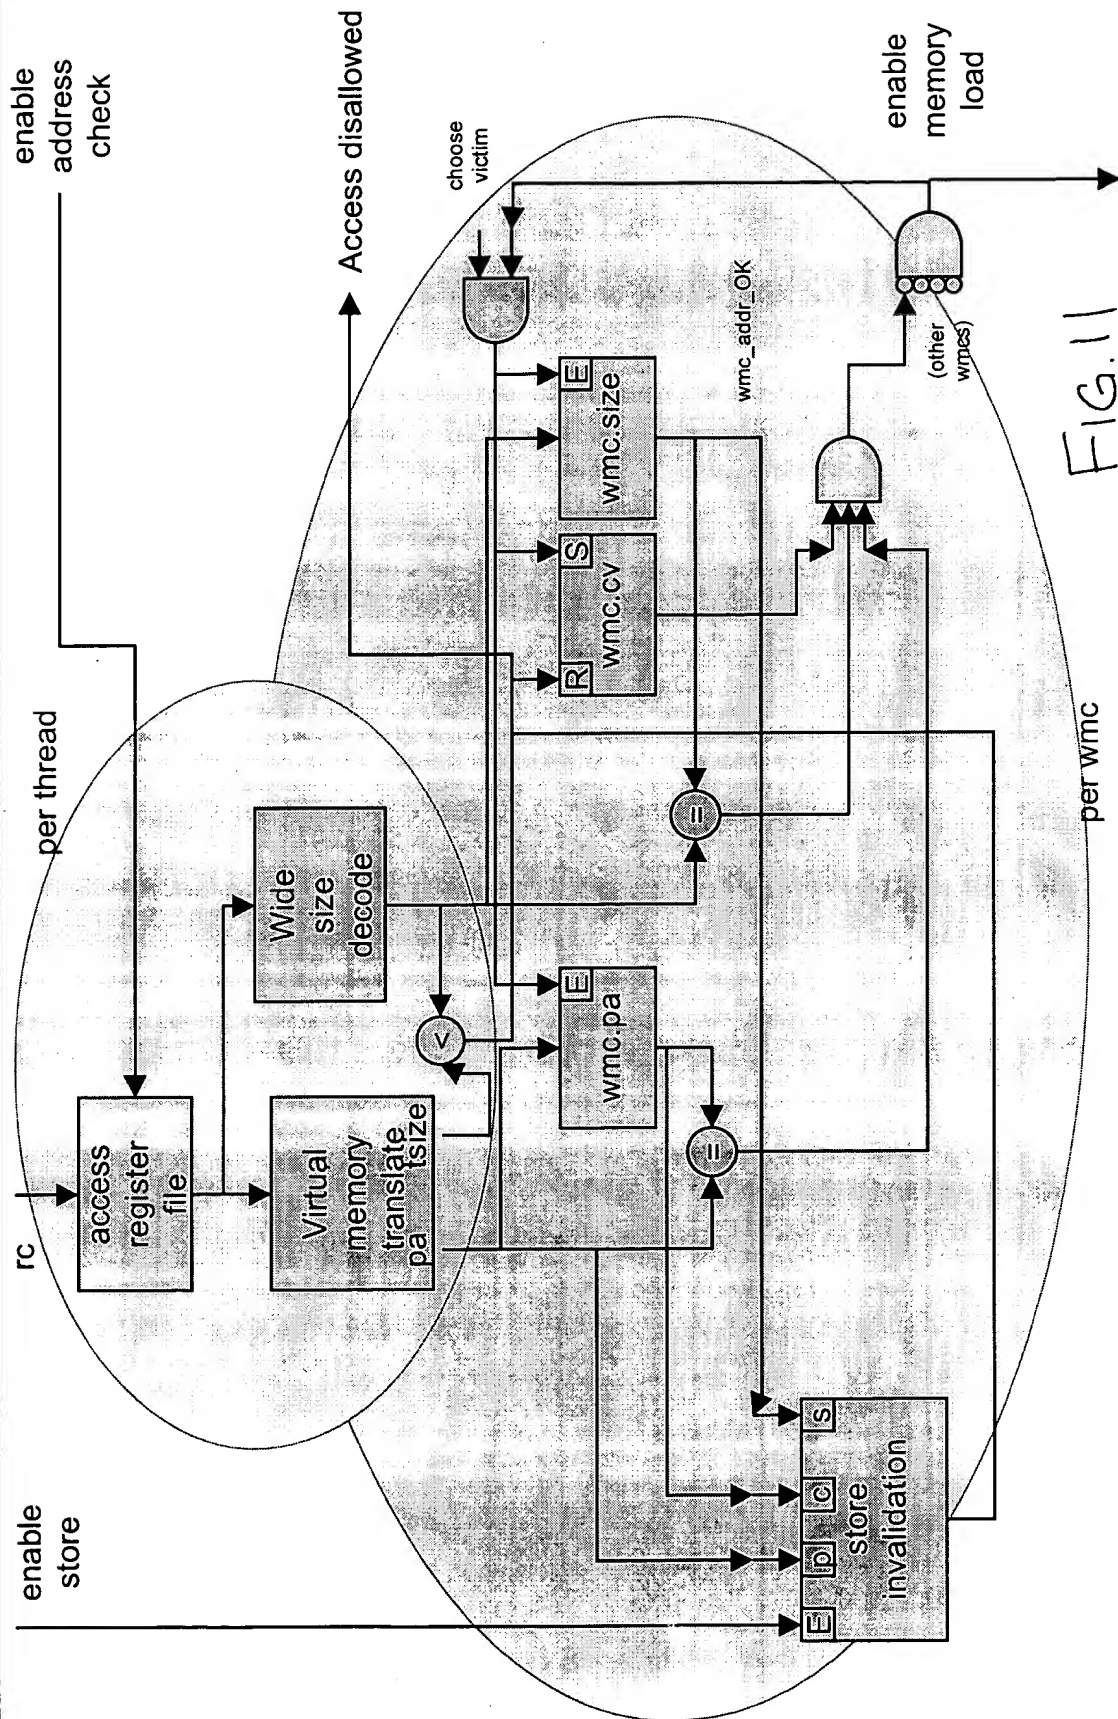 enable
store
rc
per thread
enable
address
check
access
register
file
Virtual
memory
translate
pa
tsize
Wide
size
decode
<
Access disallowed
choose
victim
E
wmc.pa
R
S
wmc.cv
E
wmc.size
=
=
wmc_addr_OK
E
p
c
s
store
invalidation
per wmc
(other
wmcs)
enable
memory
load
FIG. 11